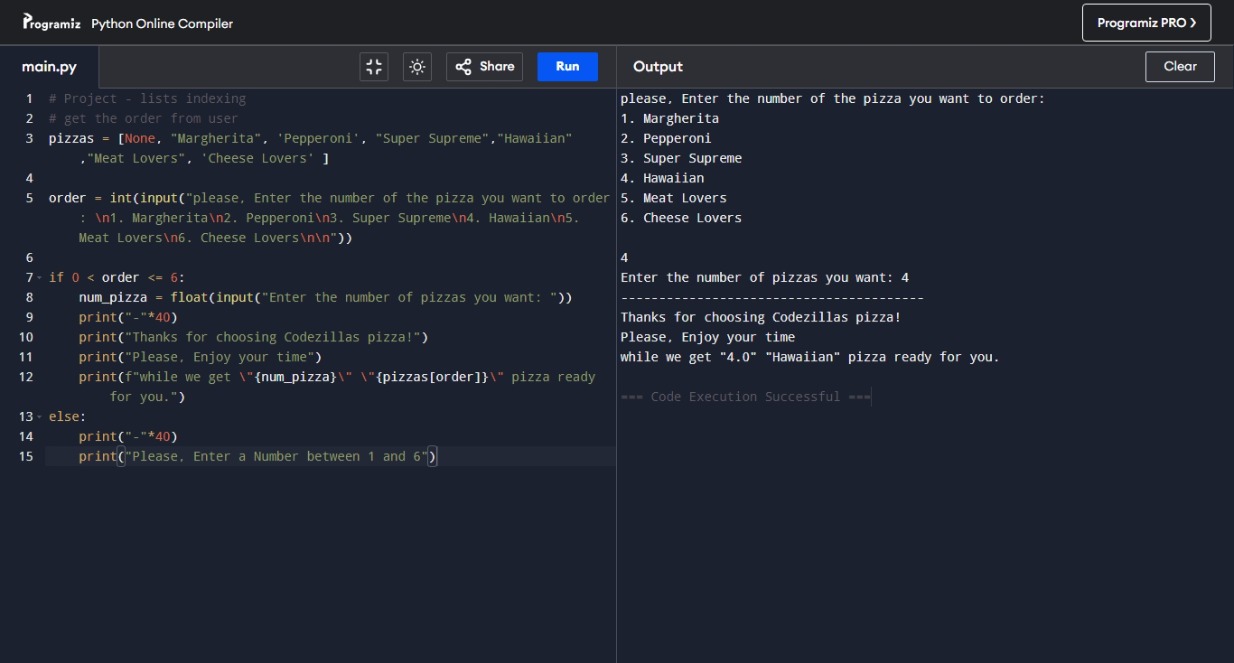 Programiz Python Online Compiler
Programiz PRO >
main.py
Share
Run
Output
Clear
1 # Project - lists indexing
2 # get the order from user
3 pizzas = [None, "Margherita", 'Pepperoni', "Super Supreme","Hawaiian"
,"Meat Lovers", 'Cheese Lovers' ]
4
5 order = int(input("please, Enter the number of the pizza you want to order
: \n1. Margherita\n2. Pepperoni\n3. Super Supreme\n4. Hawaiian\n5.
Meat Lovers\n6. Cheese Lovers\n\n"))
6
7 if 0 < order <= 6:
8 num_pizza = float(input("Enter the number of pizzas you want: "))
9 print("-"*40)
10 print("Thanks for choosing Codezillas pizza!")
11 print("Please, Enjoy your time")
12 print(f"while we get \"{num_pizza}\" \"{pizzas[order]}\" pizza ready
for you.")
13 else:
14 print("-"*40)
15 print("Please, Enter a Number between 1 and 6")
please, Enter the number of the pizza you want to order:
1. Margherita
2. Pepperoni
3. Super Supreme
4. Hawaiian
5. Meat Lovers
6. Cheese Lovers
4
Enter the number of pizzas you want: 4
----------------------------------------
Thanks for choosing Codezillas pizza!
Please, Enjoy your time
while we get "4.0" "Hawaiian" pizza ready for you.
=== Code Execution Successful ===